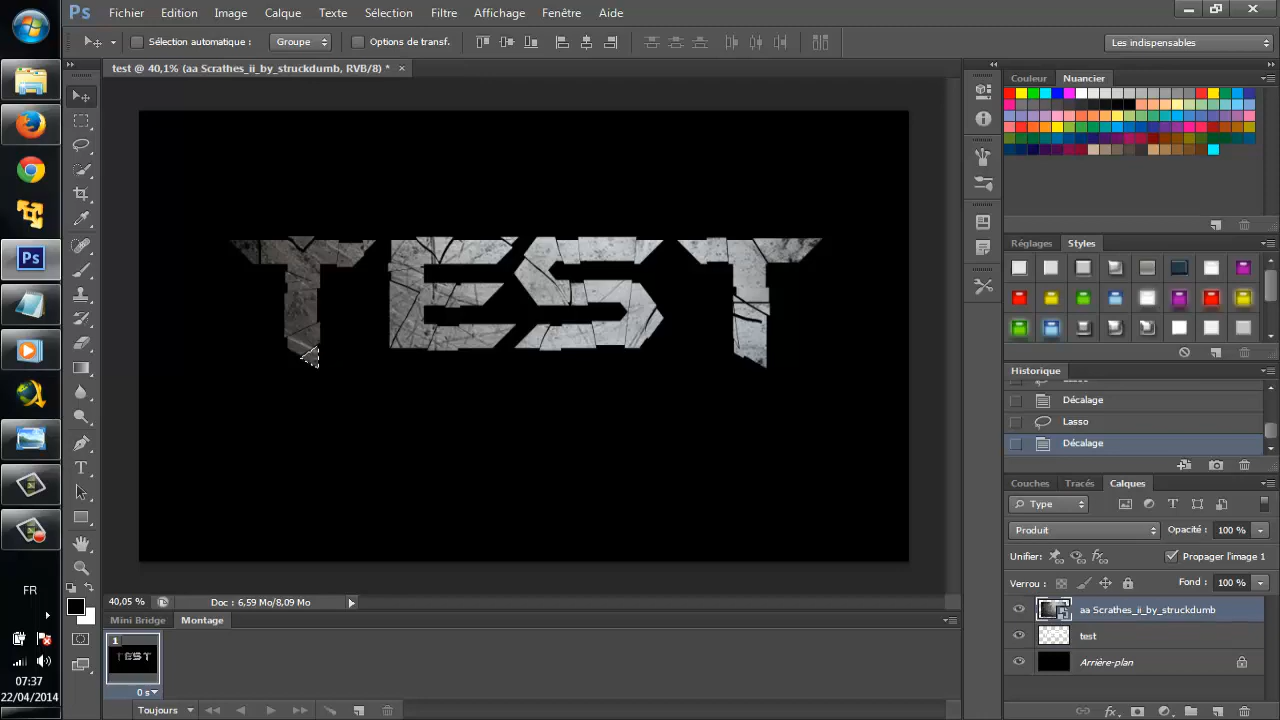 Ps Fichier Edition Image Calque Texte Sélection Filtre Affichage Fenêtre Aide
Sélection automatique : Groupe Options de transf. Les indispensables
test @ 40,1% (aa Scrathes_ii_by_struckdumb, RVB/8) * ×
Couleur Nuancier
TEST
Réglages Styles
Ps
Historique
Lasso
Décalage
Lasso
Décalage
Couches Tracés Calques
Type
Produit Opacité : 100 %
Unifier : Propager l'image 1
Verrou : Fond : 100 %
aa Scrathes_ii_by_struckdumb
test
Arrière-plan
40,05 % Doc : 6,59 Mo/8,09 Mo
Mini Bridge Montage
1
TEST
0 s
Toujours
FR
07:37
22/04/2014